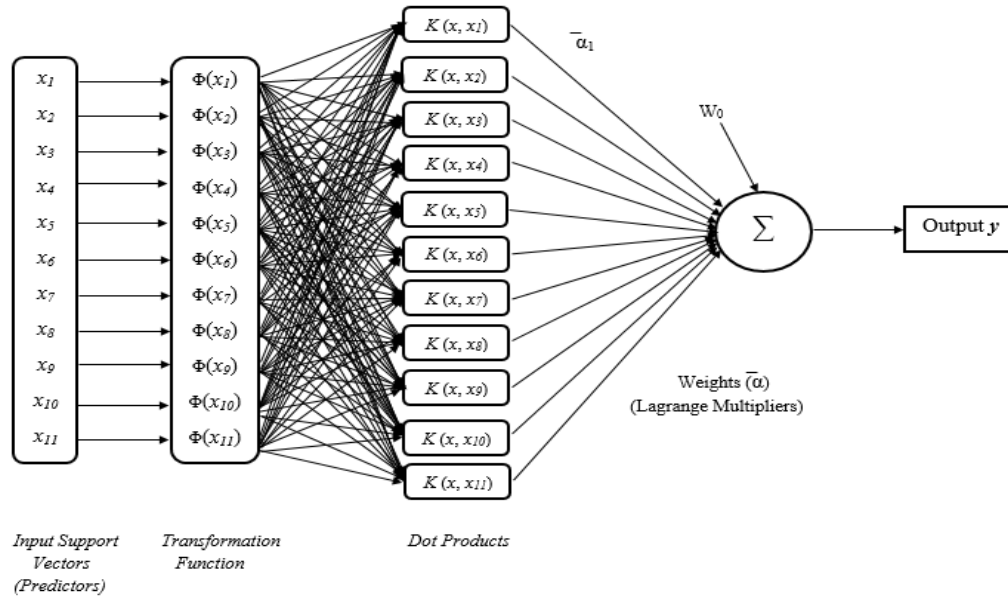 x1
x2
x3
x4
x5
x6
x7
x8
x9
x10
x11
Φ(x1)
Φ(x2)
Φ(x3)
Φ(x4)
Φ(x5)
Φ(x6)
Φ(x7)
Φ(x8)
Φ(x9)
Φ(x10)
Φ(x11)
K (x, x1)
K (x, x2)
K (x, x3)
K (x, x4)
K (x, x5)
K (x, x6)
K (x, x7)
K (x, x8)
K (x, x9)
K (x, x10)
K (x, x11)
‾α1
W0
Σ
Output y
Weights (‾α)
(Lagrange Multipliers)
Input Support
Vectors
(Predictors)
Transformation
Function
Dot Products